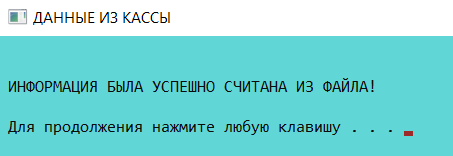 ДАННЫЕ ИЗ КАССЫ
ИНФОРМАЦИЯ БЫЛА УСПЕШНО СЧИТАНА ИЗ ФАЙЛА!
Для продолжения нажмите любую клавишу . . .